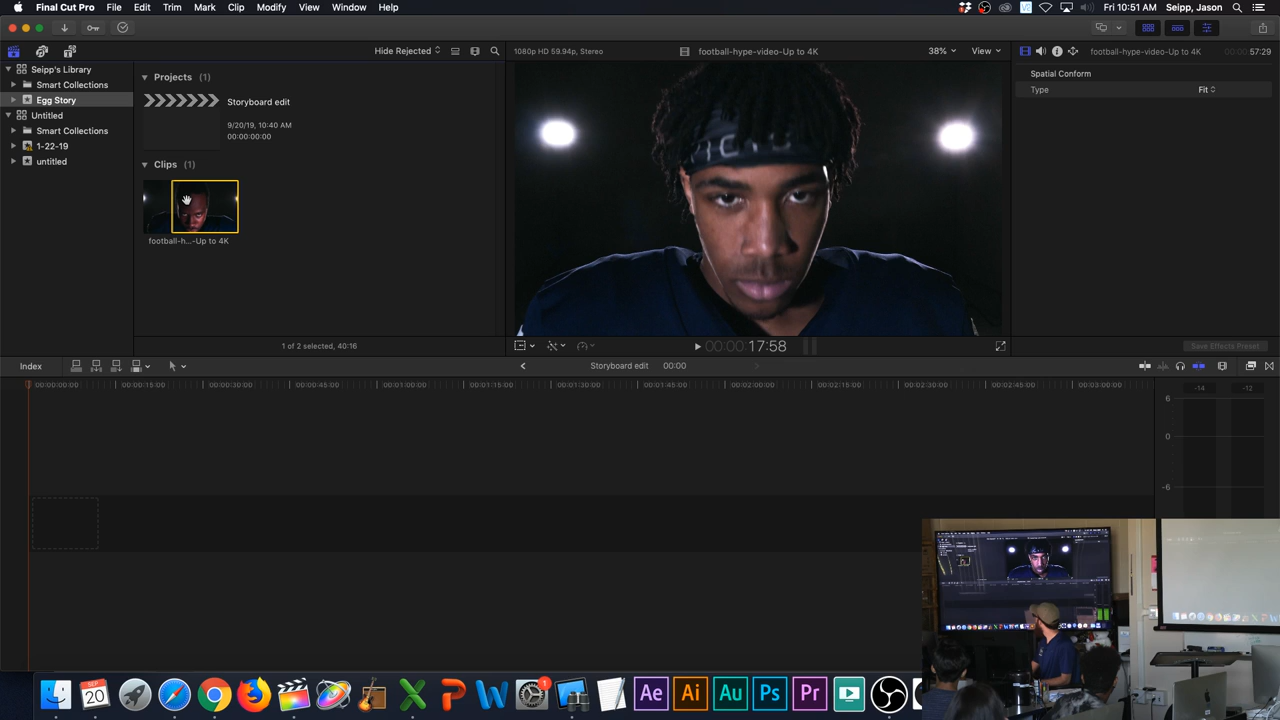 Final Cut Pro File Edit Trim Mark Clip Modify View Window Help Fri 10:51 AM Seipp, Jason
Hide Rejected 1080p HD 59.94p, Stereo football-hype-video-Up to 4K 38% View football-hype-video-Up to 4K 00:00 57:29
Seipp's Library
Smart Collections
Egg Story
Untitled
Smart Collections
1-22-19
untitled
Projects (1)
Storyboard edit
9/20/19, 10:40 AM
00:00:00:00
Clips (1)
football-h...-Up to 4K
1 of 2 selected, 40:16
00:00 17:58
Spatial Conform
Type Fit
Save Effects Preset
Index Storyboard edit 00:00
00:00:00:00 00:00:15:00 00:00:30:00 00:00:45:00 00:01:00:00 00:01:15:00 00:01:30:00 00:01:45:00 00:02:00:00 00:02:15:00 00:02:30:00 00:02:45:00 00:03:00:00
-14 -12
6
0
-6
SEP
20
1
Ae Ai Au Ps Pr